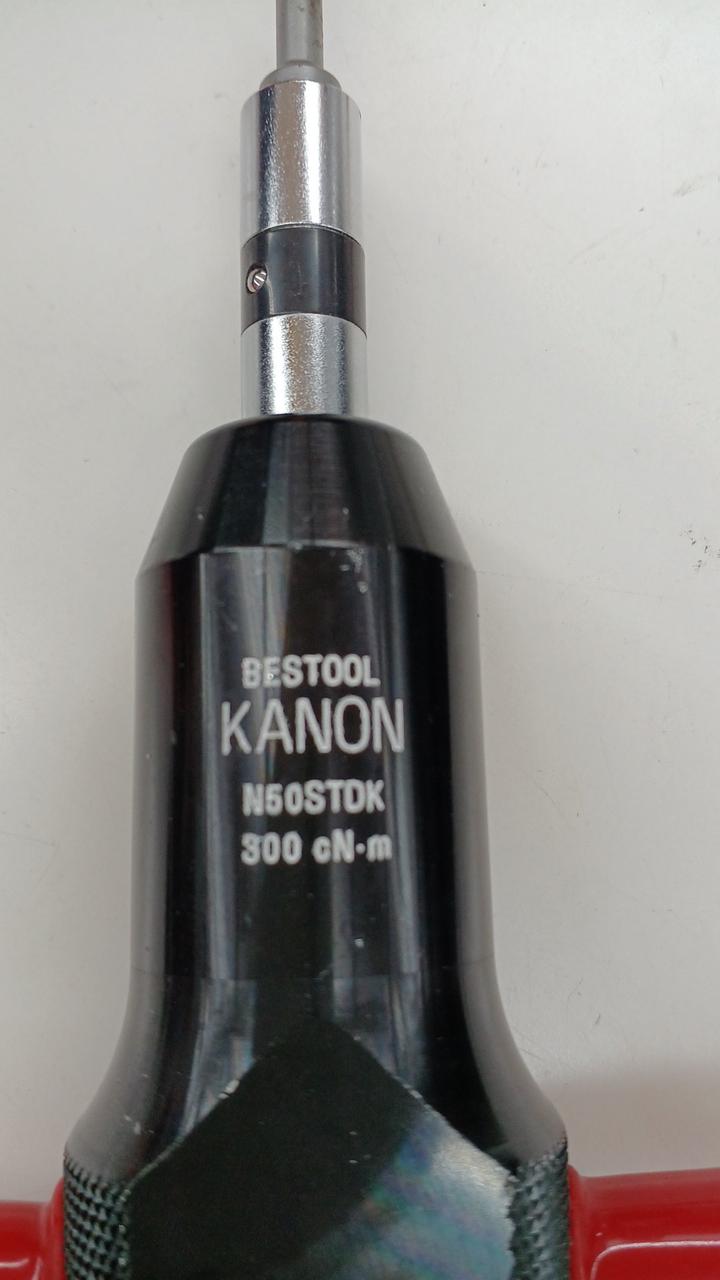 BESTOOL
KANON
N50STDK
300 cN·m